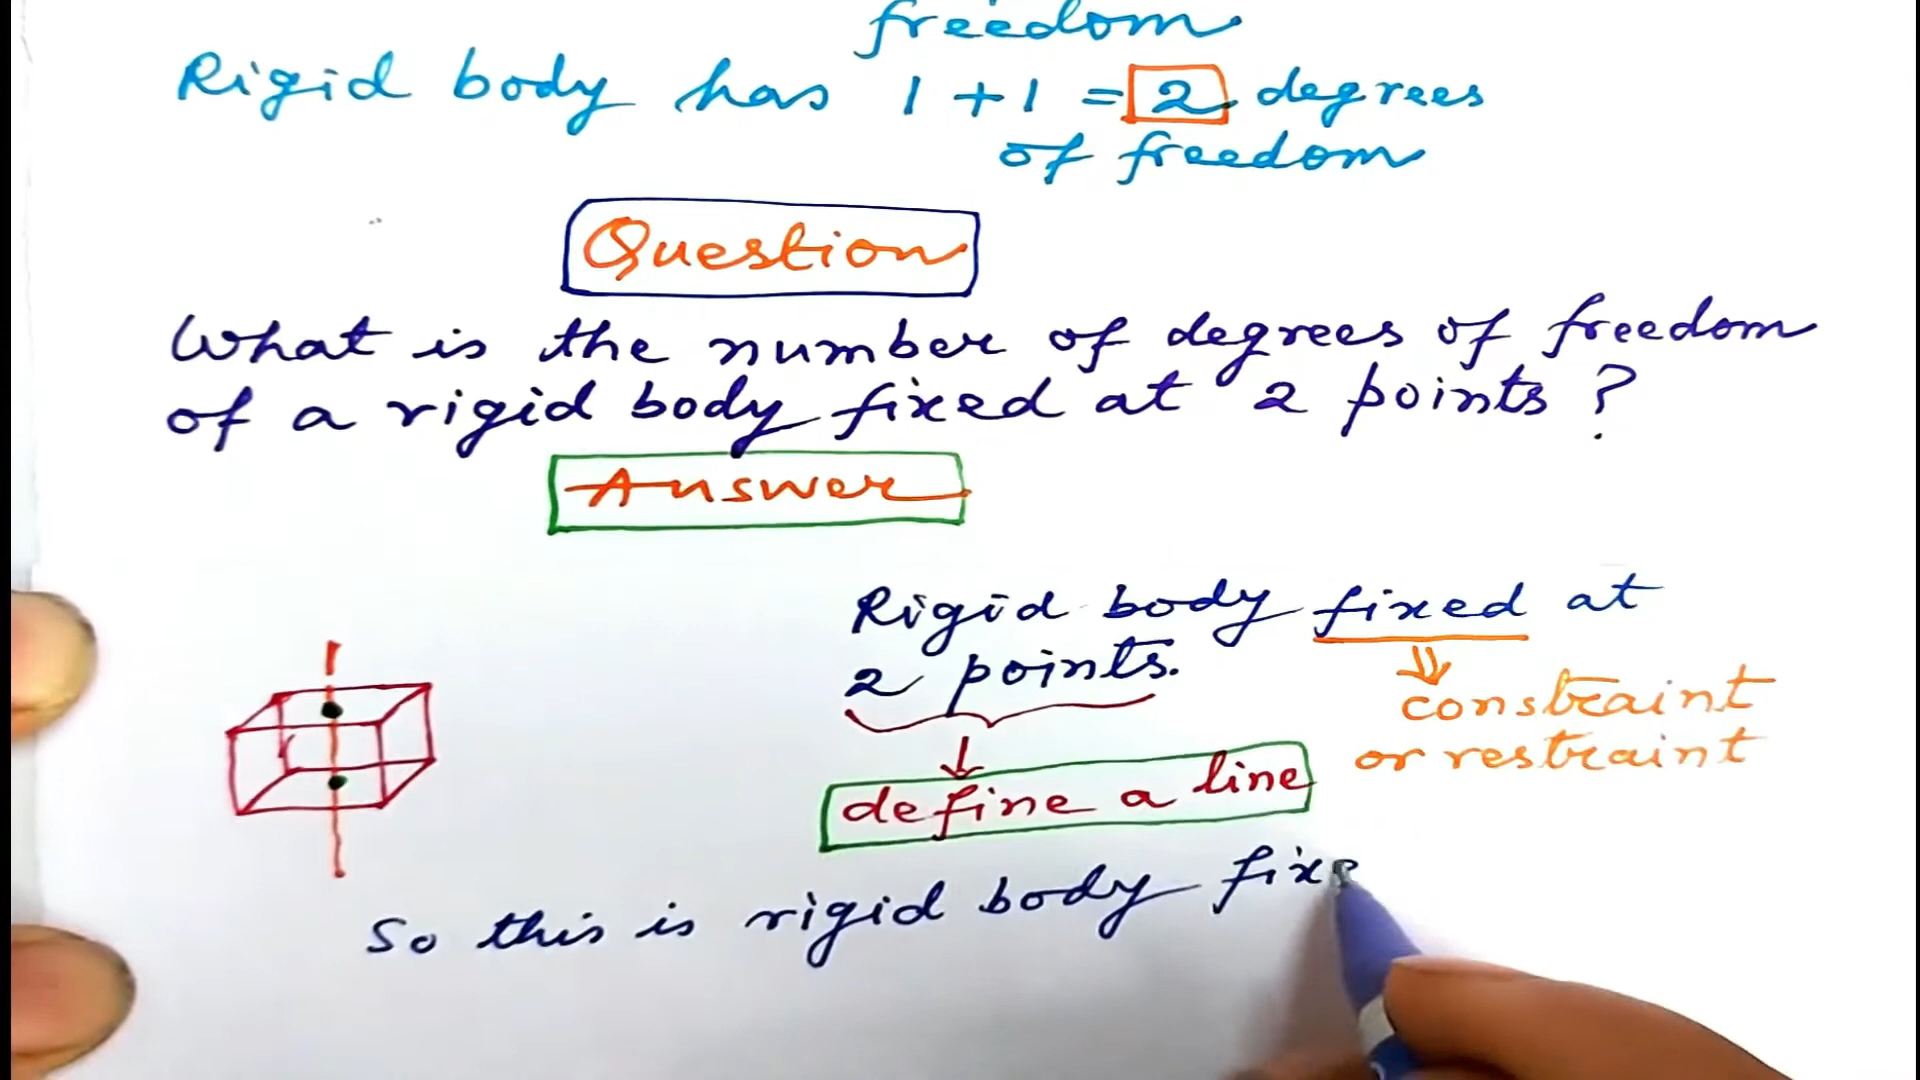 freedom
Rigid body has 1 + 1 = 2 degrees
of freedom
Question
What is the number of degrees of freedom
of a rigid body fixed at 2 points?
Answer
Rigid body fixed at
2 points.
constraint
or restraint
define a line
So this is rigid body fixe